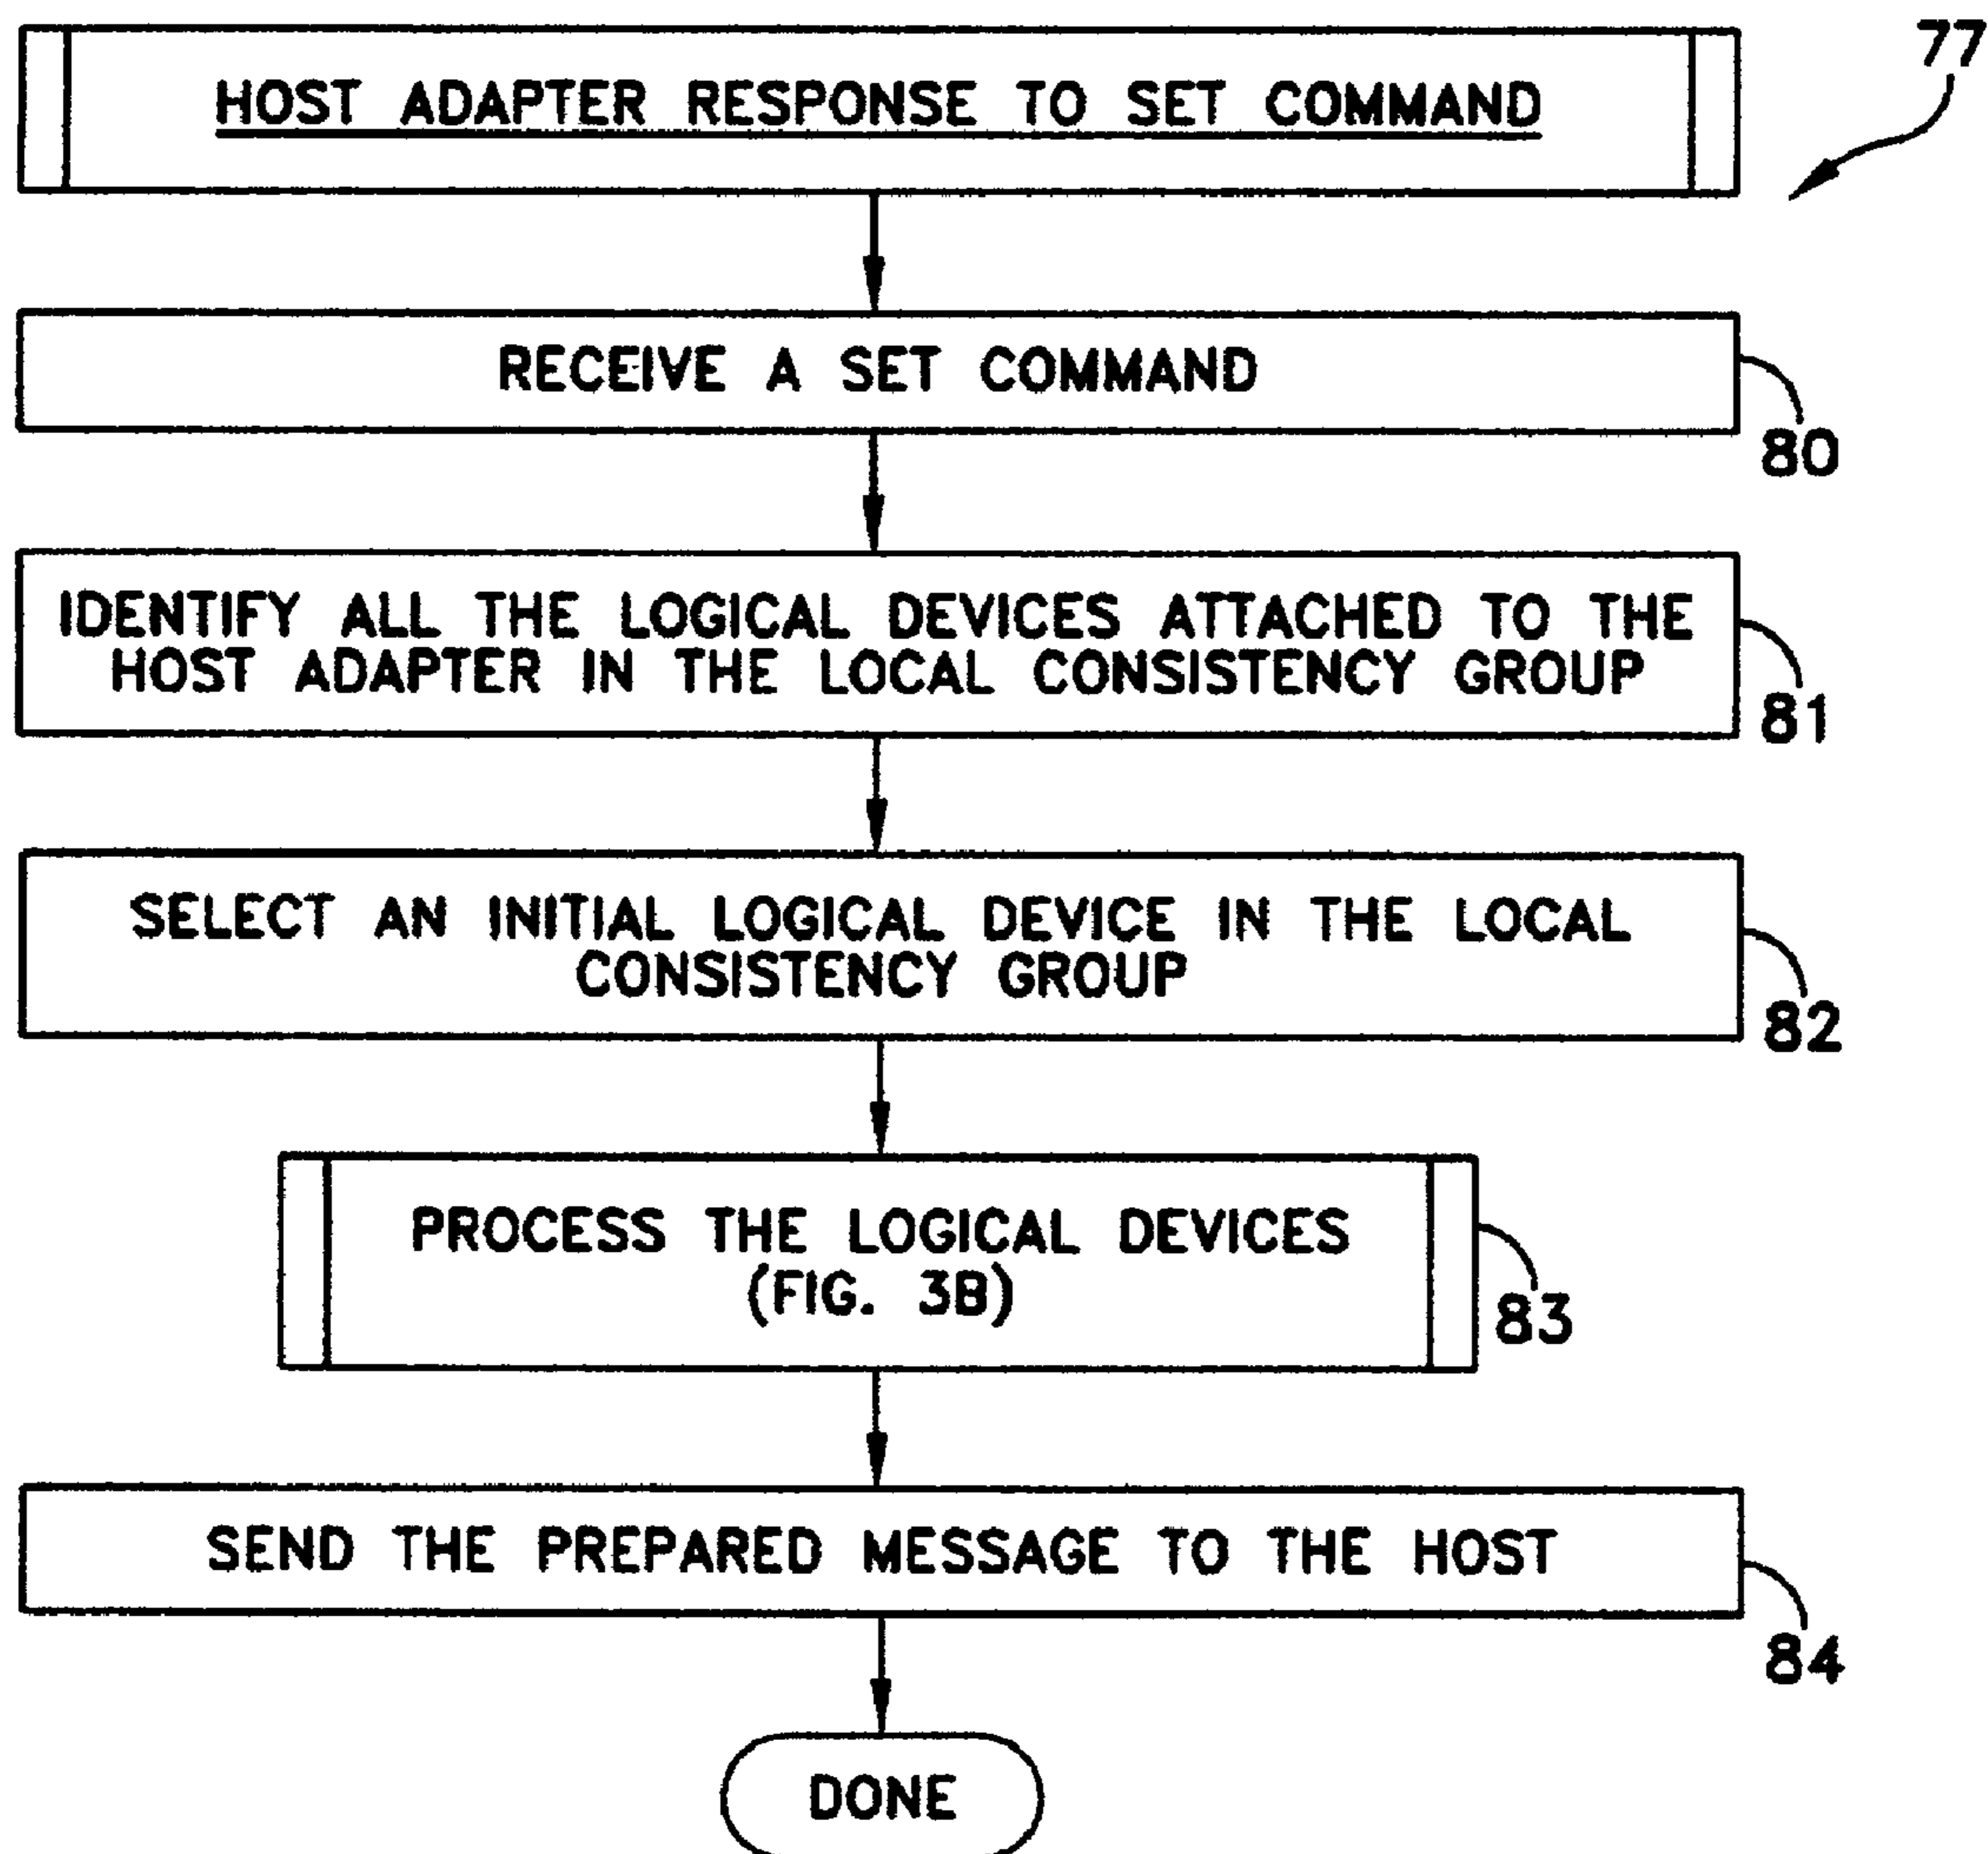 77
HOST ADAPTER RESPONSE TO SET COMMAND
RECEIVE A SET COMMAND
80
IDENTIFY ALL THE LOGICAL DEVICES ATTACHED TO THE
HOST ADAPTER IN THE LOCAL CONSISTENCY GROUP
81
SELECT AN INITIAL LOGICAL DEVICE IN THE LOCAL
CONSISTENCY GROUP
82
PROCESS THE LOGICAL DEVICES
(FIG. 3B)
83
SEND THE PREPARED MESSAGE TO THE HOST
84
DONE